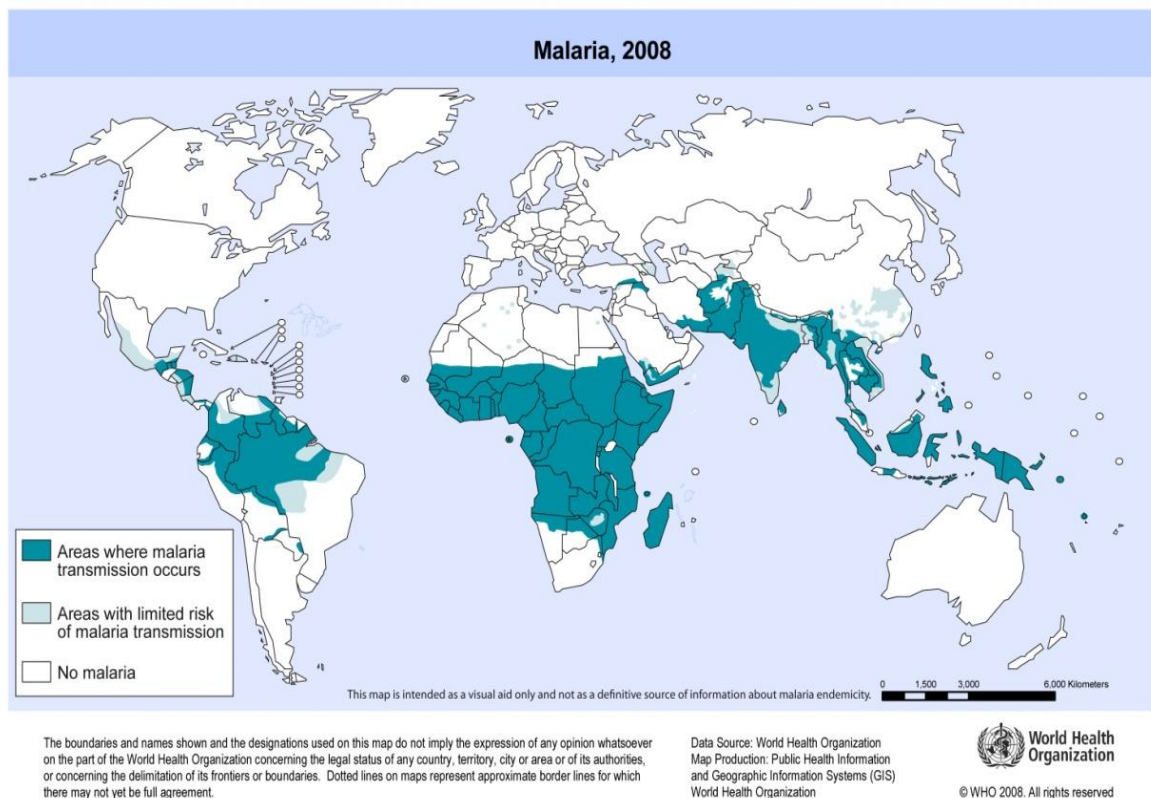 Malaria, 2008
Areas where malaria
transmission occurs
Areas with limited risk
of malaria transmission
No malaria
This map is intended as a visual aid only and not as a definitive source of information about malaria endemicity.
0 1,500 3,000 6,000 Kilometers
The boundaries and names shown and the designations used on this map do not imply the expression of any opinion whatsoever
on the part of the World Health Organization concerning the legal status of any country, territory, city or area or of its authorities,
or concerning the delimitation of its frontiers or boundaries. Dotted lines on maps represent approximate border lines for which
there may not yet be full agreement.
Data Source: World Health Organization
Map Production: Public Health Information
and Geographic Information Systems (GIS)
World Health Organization
World Health
Organization
© WHO 2008. All rights reserved